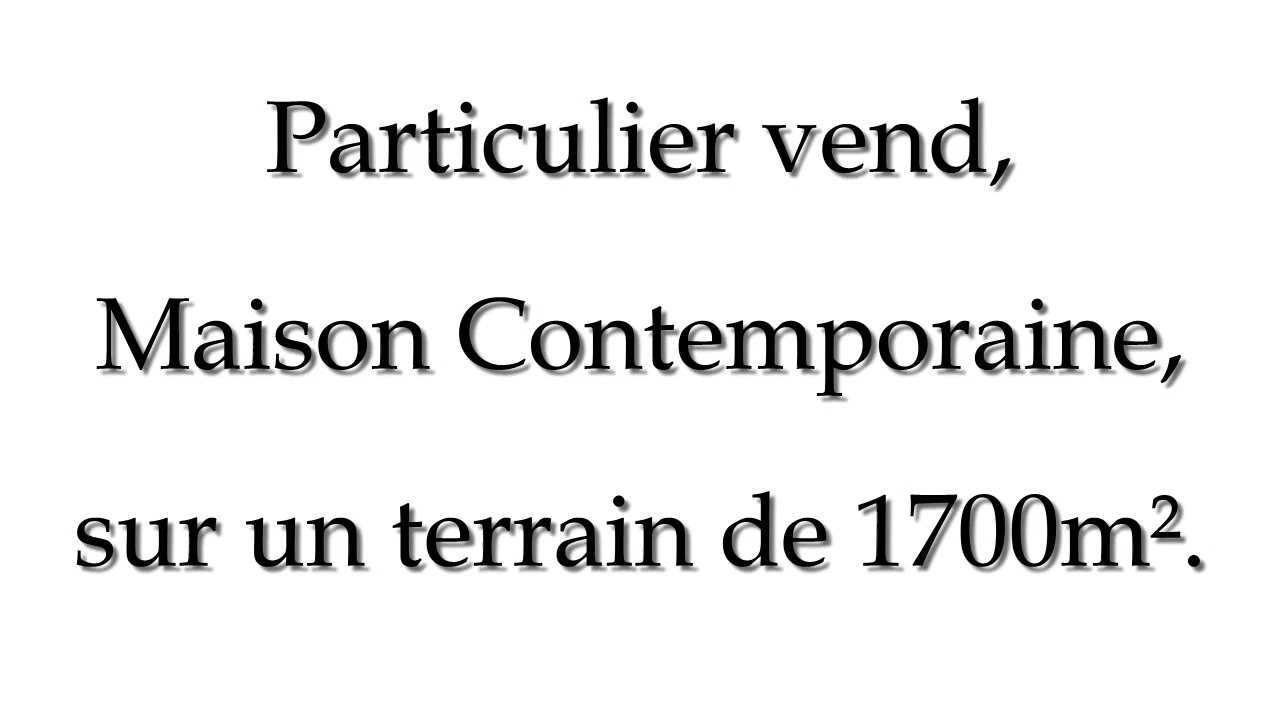 Particulier vend,
Maison Contemporaine,
sur un terrain de 1700m².